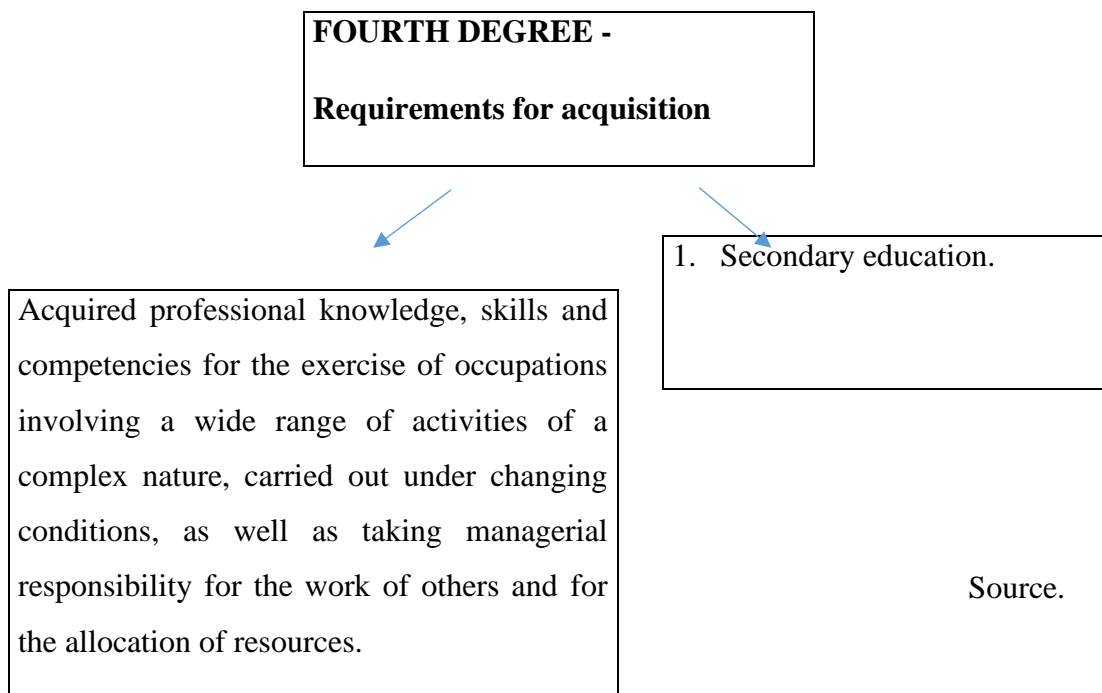 FOURTH DEGREE -
Requirements for acquisition
1. Secondary education.
Acquired professional knowledge, skills and
competencies for the exercise of occupations
involving a wide range of activities of a
complex nature, carried out under changing
conditions, as well as taking managerial
responsibility for the work of others and for
the allocation of resources.
Source.